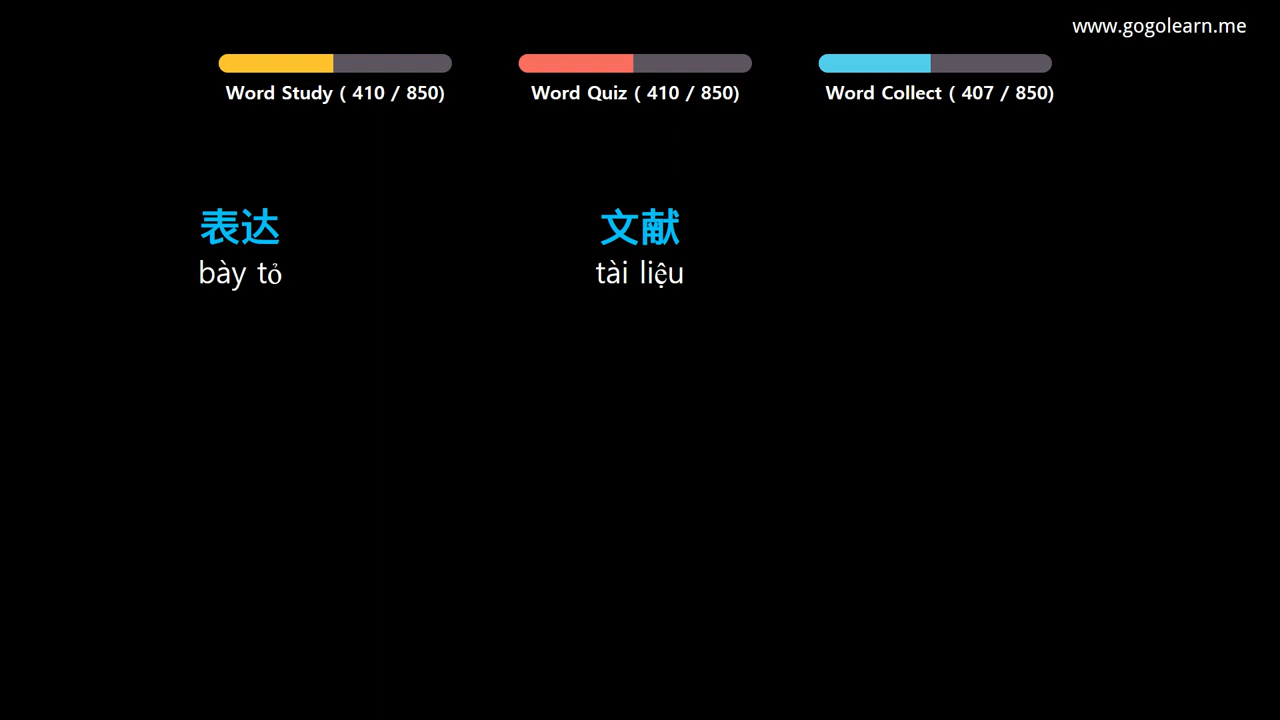 www.gogolearn.me
Word Study ( 410 / 850)
Word Quiz ( 410 / 850)
Word Collect ( 407 / 850)
表达
bày tỏ
文献
tài liệu